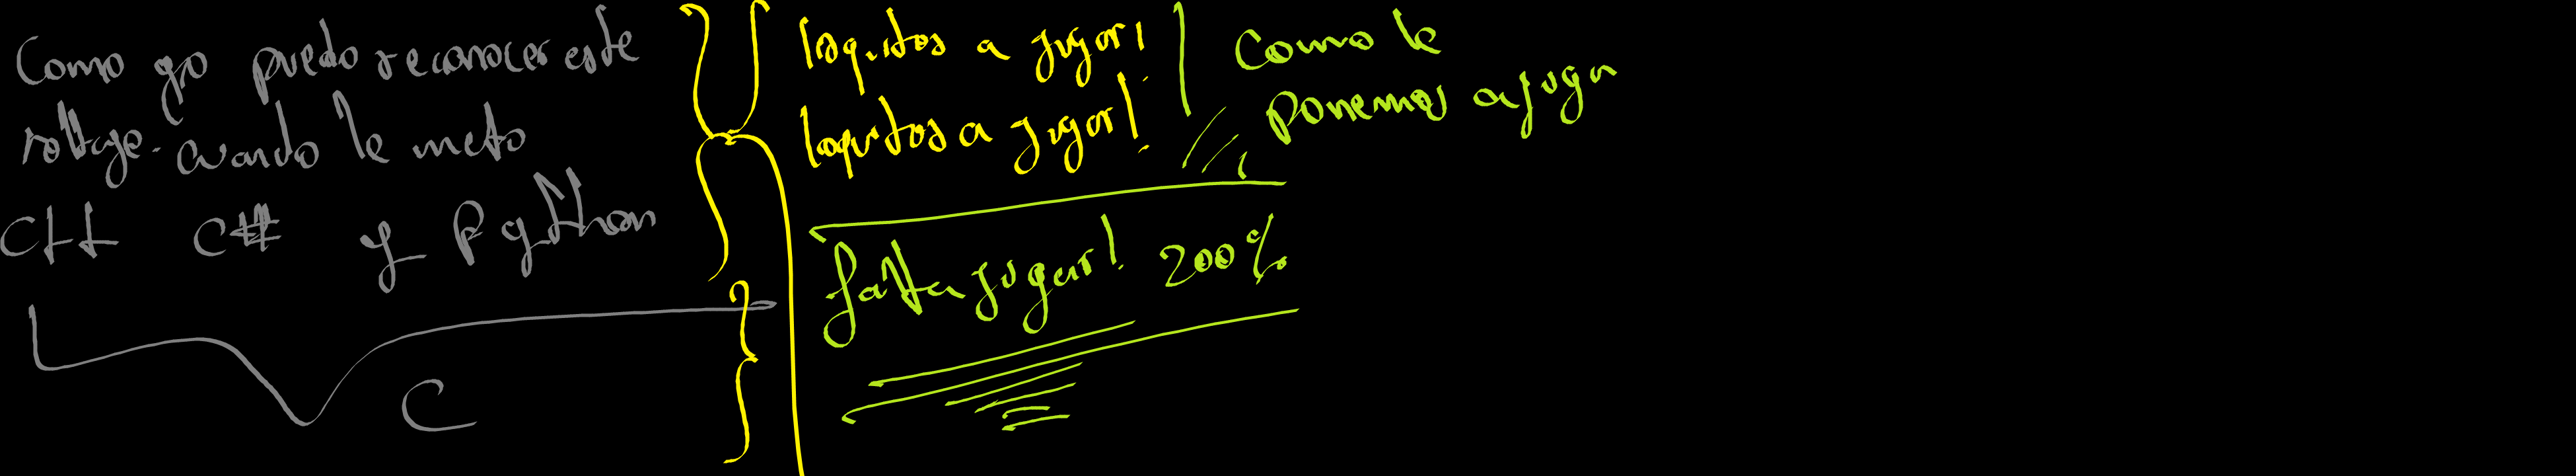 Como yo puedo reconocer este
voltaje. cuando le meto
C++ C# y Python
C
loquitos a jugar!
loquitos a jugar!
Como le
ponemos a juga
falta jugar! 200%